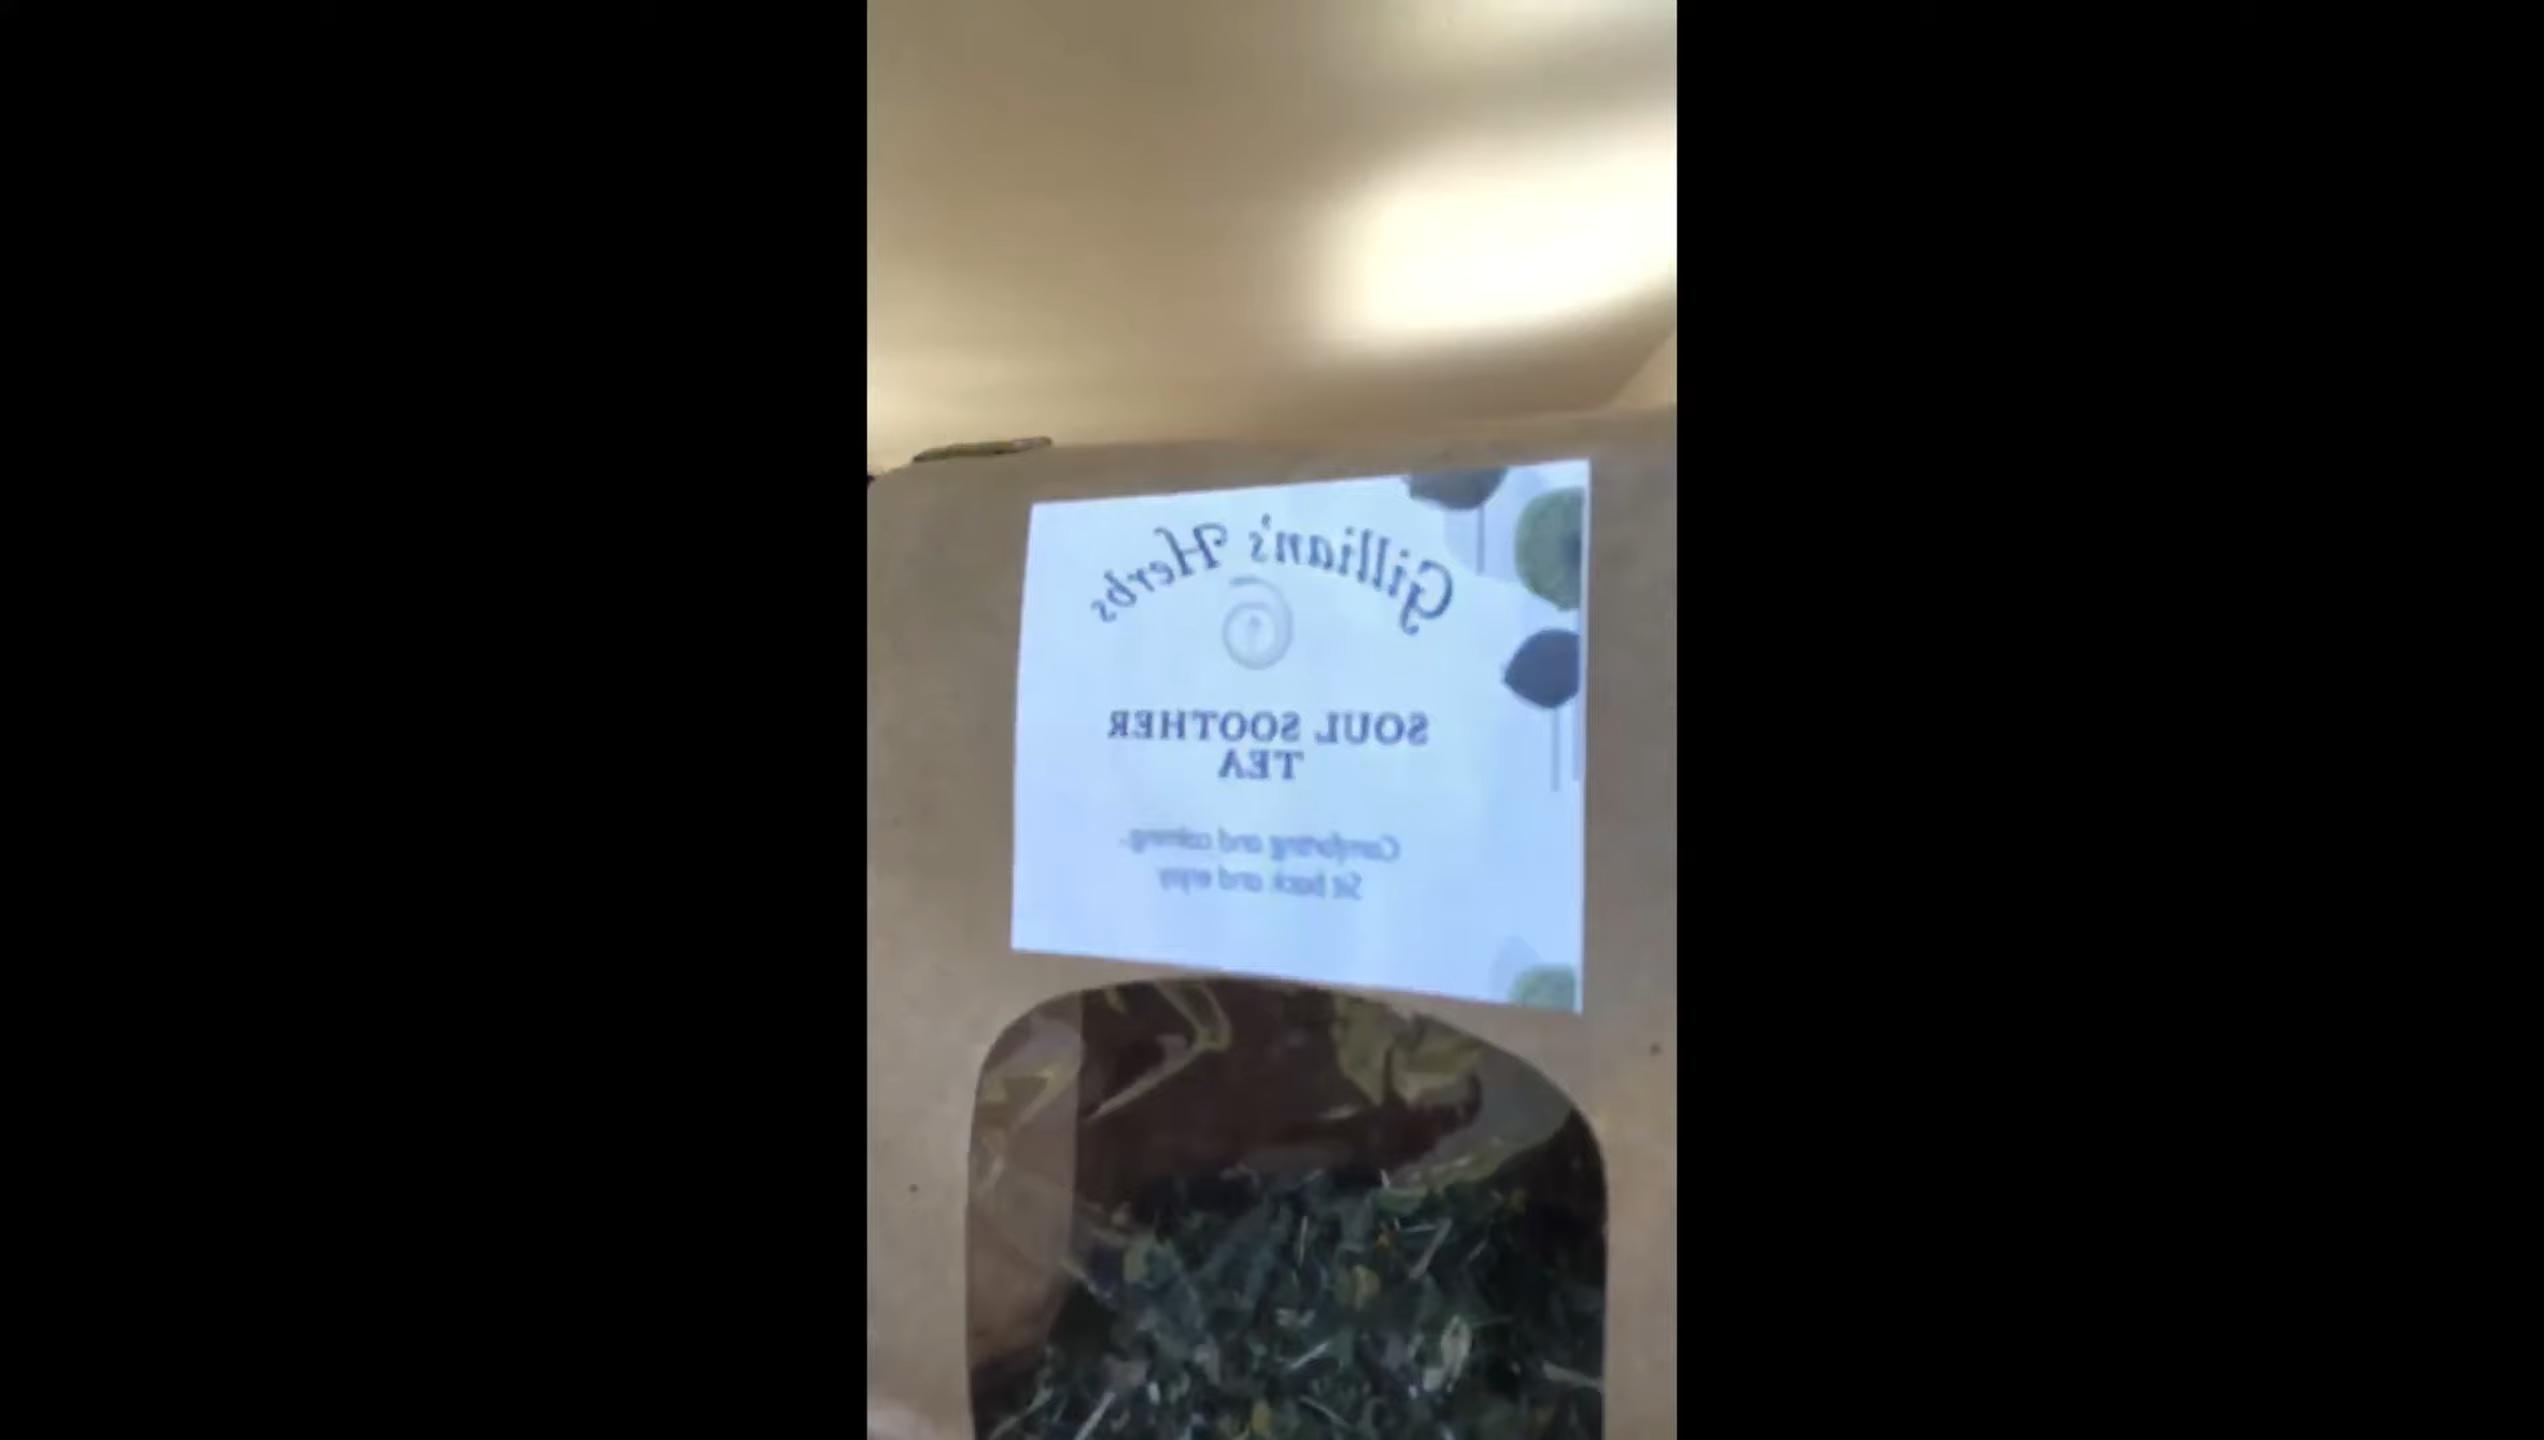 Gillian's Herbs
SOUL SOOTHER
TEA
Comforting and calming.
Sit back and enjoy